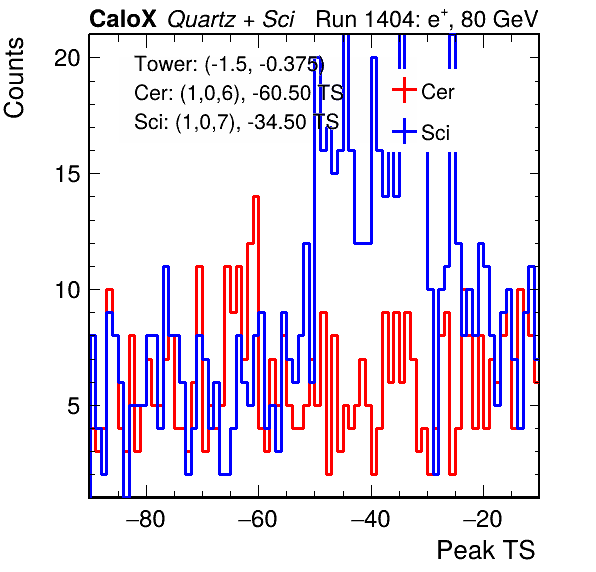 CaloX Quartz + Sci Run 1404: e+, 80 GeV
Counts
Tower: (-1.5, -0.375)
Cer: (1,0,6), -60.50 TS
Sci: (1,0,7), -34.50 TS
Cer
Sci
20
15
10
5
−80 −60 −40 −20
Peak TS